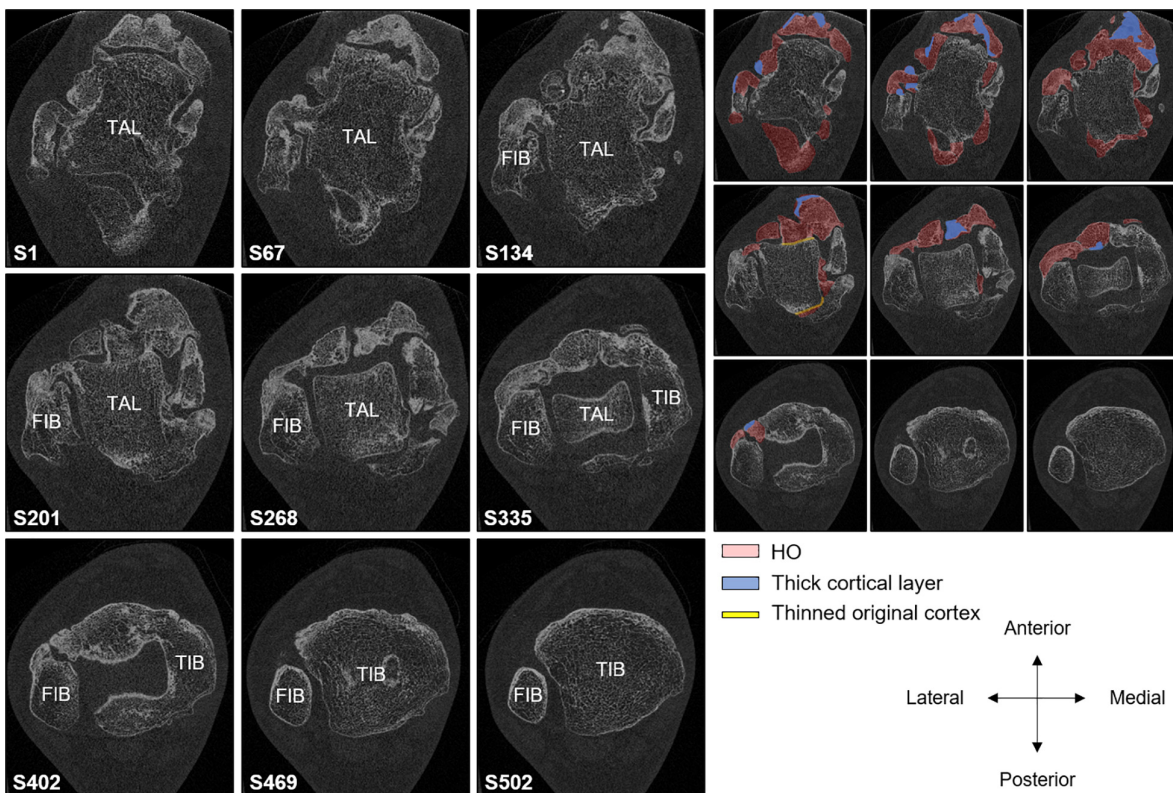 TAL
S1
TAL
S67
FIB
TAL
S134
FIB
TAL
S201
FIB
TAL
S268
FIB
TAL
TIB
S335
FIB
TIB
S402
FIB
TIB
S469
FIB
TIB
S502
HO
Thick cortical layer
Thinned original cortex
Anterior
Lateral
Medial
Posterior